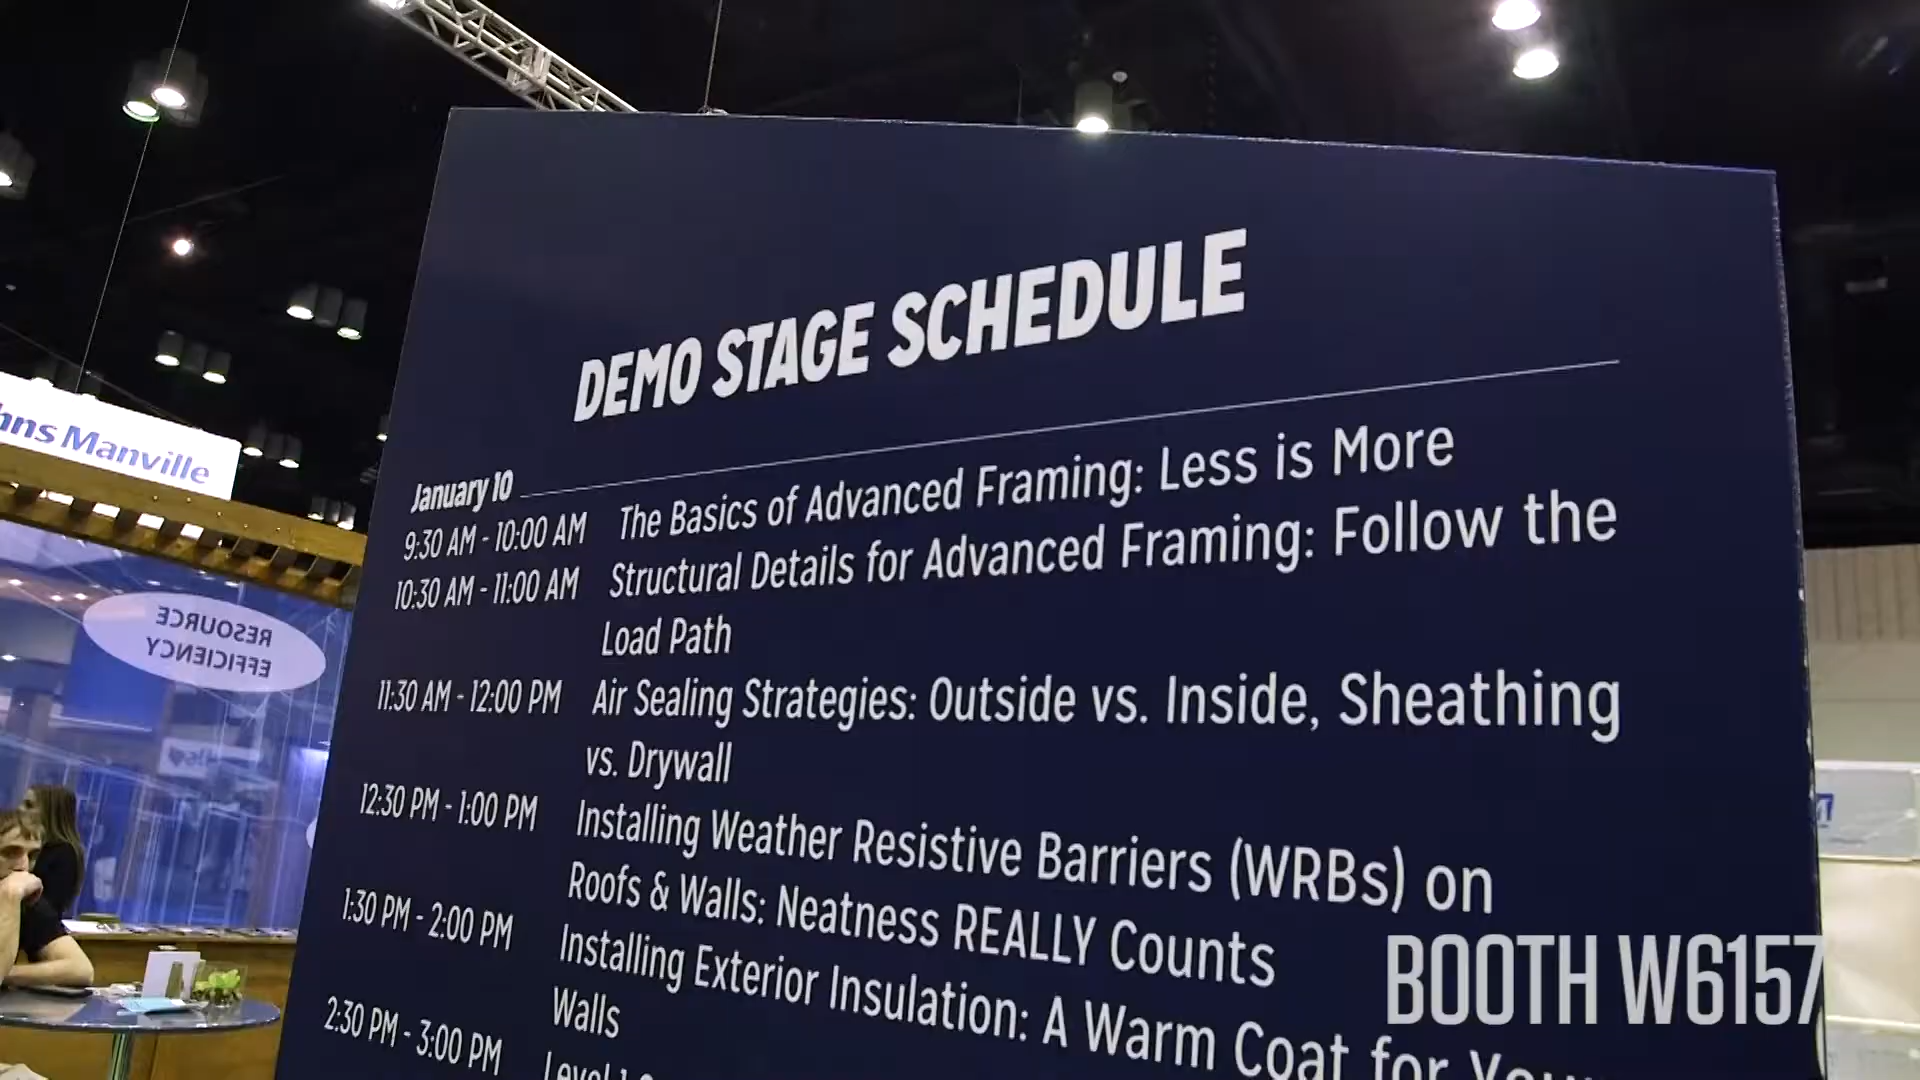 DEMO STAGE SCHEDULE
January 10
9:30 AM - 10:00 AM The Basics of Advanced Framing: Less is More
10:30 AM - 11:00 AM Structural Details for Advanced Framing: Follow the
Load Path
11:30 AM - 12:00 PM Air Sealing Strategies: Outside vs. Inside, Sheathing
vs. Drywall
12:30 PM - 1:00 PM Installing Weather Resistive Barriers (WRBs) on
Roofs & Walls: Neatness REALLY Counts
1:30 PM - 2:00 PM Installing Exterior Insulation: A Warm Coat for
Walls
2:30 PM - 3:00 PM Level 1
BOOTH W6157
Manville
RESOURCE
EFFICIENCY